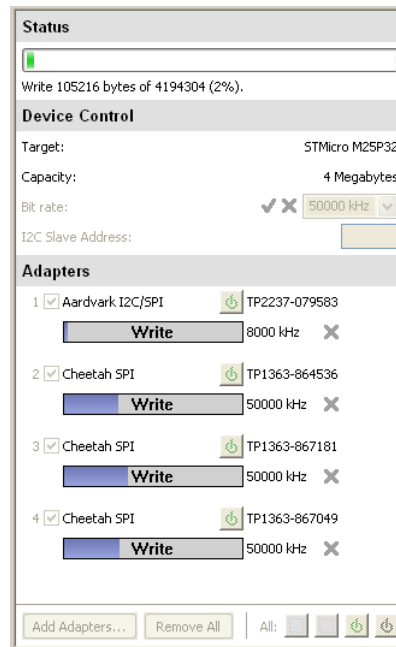 Status
Write 105216 bytes of 4194304 (2%).
Device Control
Target: STMicro M25P32
Capacity: 4 Megabytes
Bit rate: 50000 kHz
I2C Slave Address:
Adapters
1 Aardvark I2C/SPI TP2237-079583
Write 8000 kHz
2 Cheetah SPI TP1363-864536
Write 50000 kHz
3 Cheetah SPI TP1363-867181
Write 50000 kHz
4 Cheetah SPI TP1363-867049
Write 50000 kHz
Add Adapters... Remove All All: